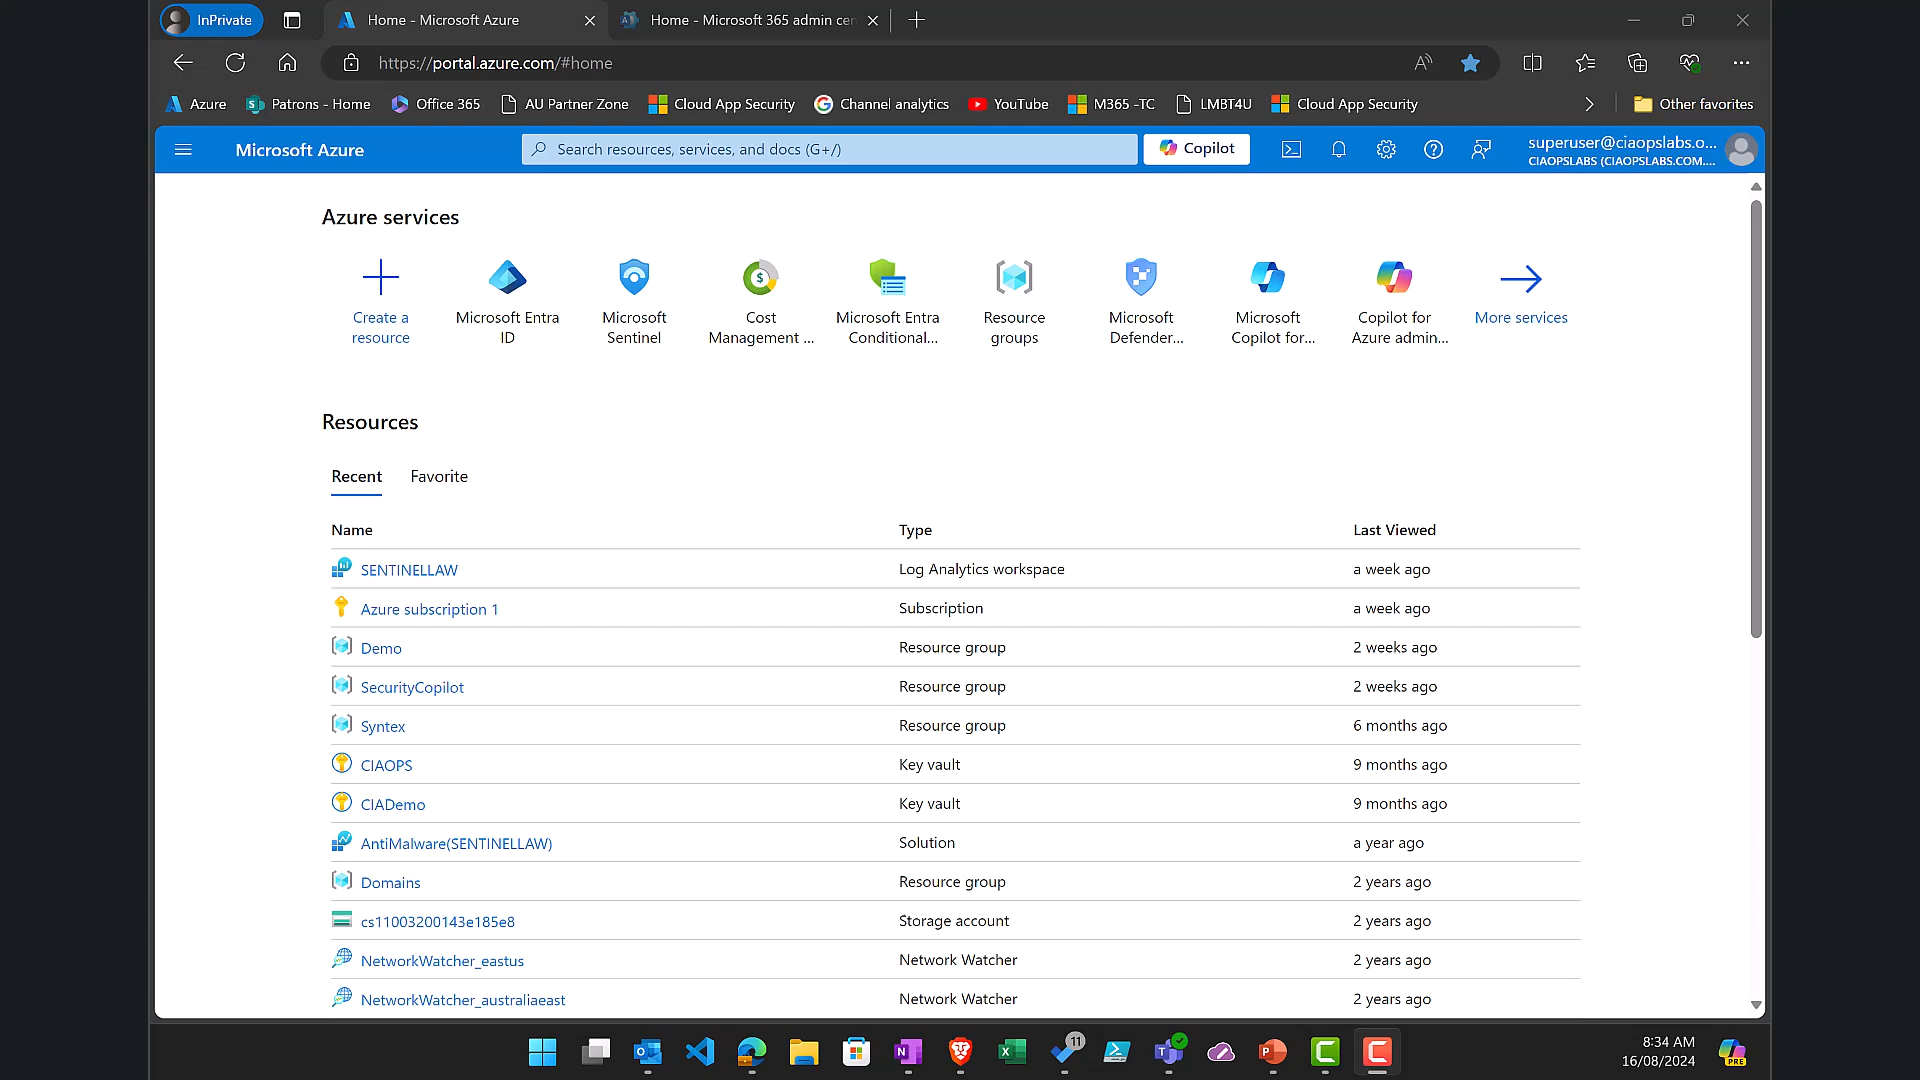 InPrivate
Home - Microsoft Azure
Home - Microsoft 365 admin cen
https://portal.azure.com/#home
Azure
Patrons - Home
Office 365
AU Partner Zone
Cloud App Security
Channel analytics
YouTube
M365 -TC
LMBT4U
Cloud App Security
Other favorites
Microsoft Azure
Search resources, services, and docs (G+/)
Copilot
superuser@ciaopslabs.o...
CIAOPSLABS (CIAOPSLABS.COM....
Azure services
Create a
resource
Microsoft Entra
ID
Microsoft
Sentinel
Cost
Management ...
Microsoft Entra
Conditional...
Resource
groups
Microsoft
Defender...
Microsoft
Copilot for...
Copilot for
Azure admin...
More services
Resources
Recent
Favorite
Name Type Last Viewed
SENTINELLAW Log Analytics workspace a week ago
Azure subscription 1 Subscription a week ago
Demo Resource group 2 weeks ago
SecurityCopilot Resource group 2 weeks ago
Syntex Resource group 6 months ago
CIAOPS Key vault 9 months ago
CIADemo Key vault 9 months ago
AntiMalware(SENTINELLAW) Solution a year ago
Domains Resource group 2 years ago
cs11003200143e185e8 Storage account 2 years ago
NetworkWatcher_eastus Network Watcher 2 years ago
NetworkWatcher_australiaeast Network Watcher 2 years ago
11
8:34 AM
16/08/2024
PRE